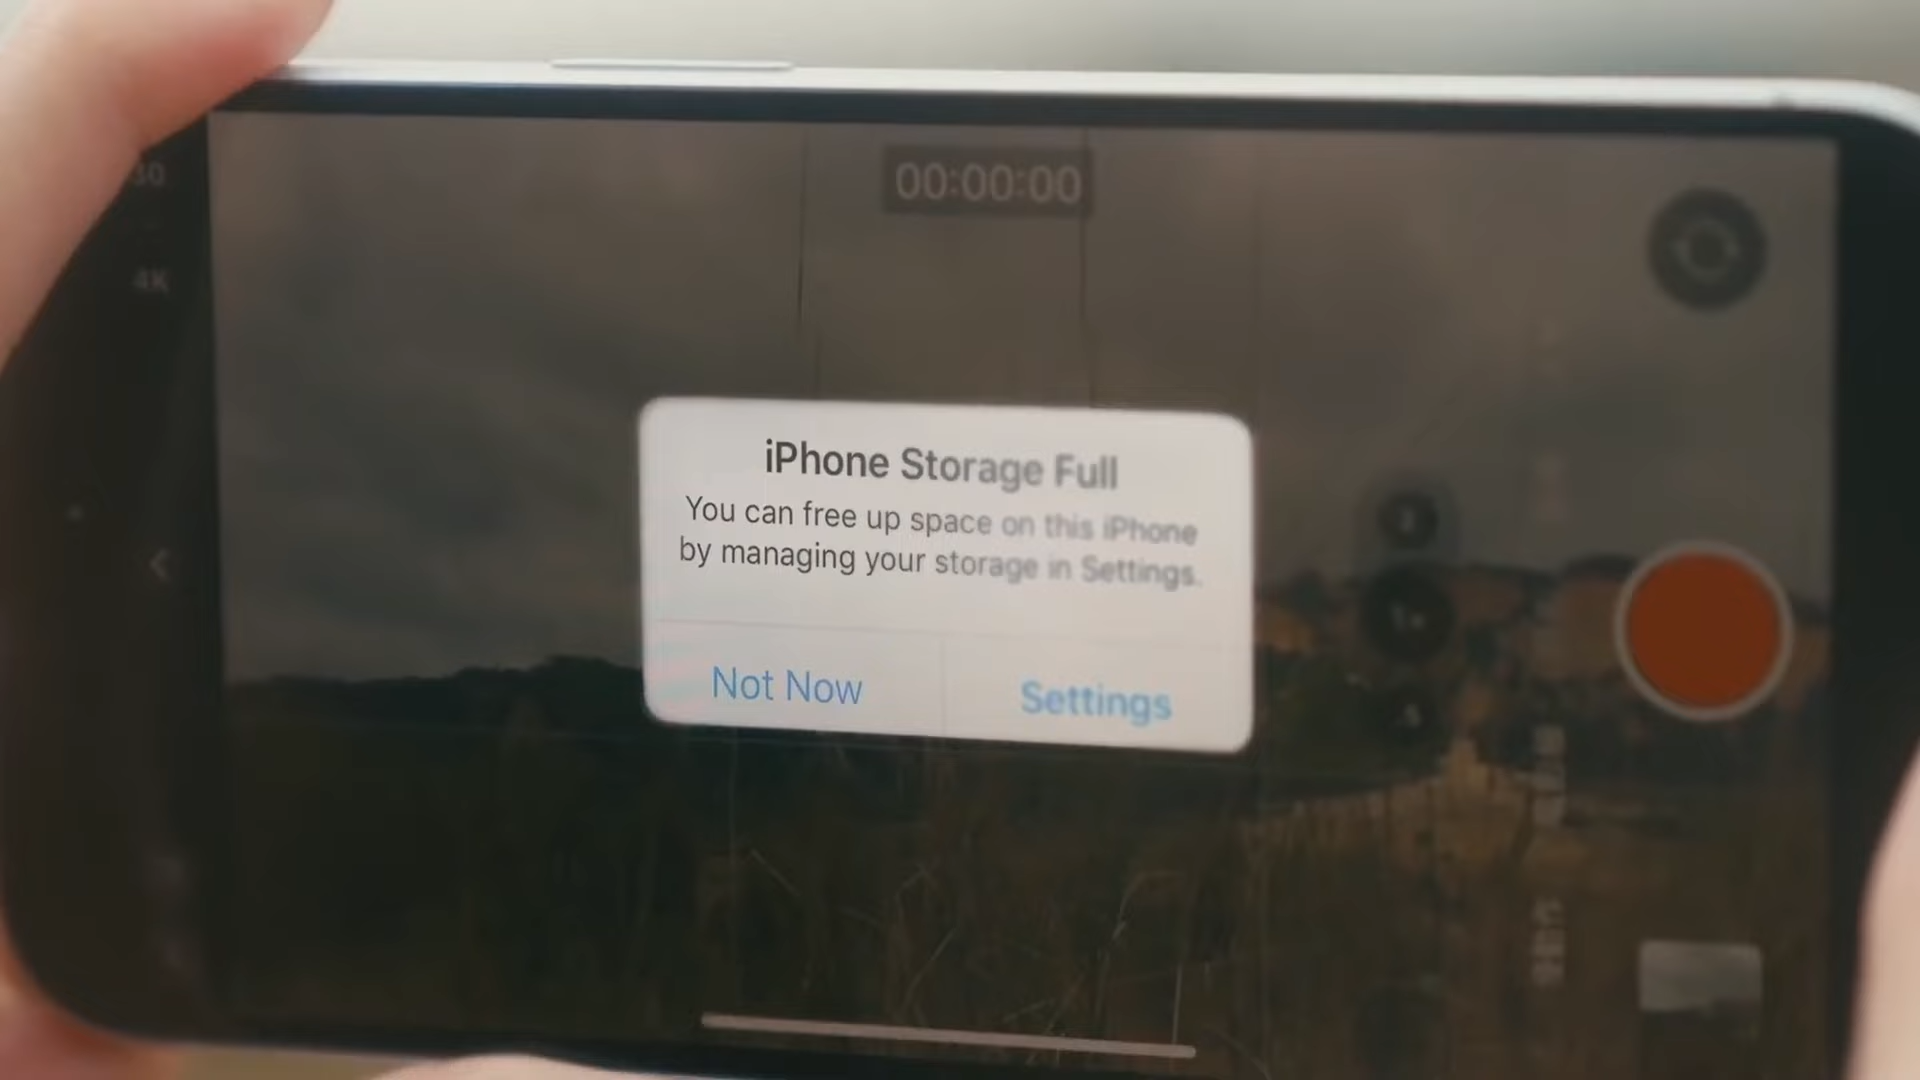 00:00:00
30
4K
iPhone Storage Full
You can free up space on this iPhone
by managing your storage in Settings.
Not Now
Settings